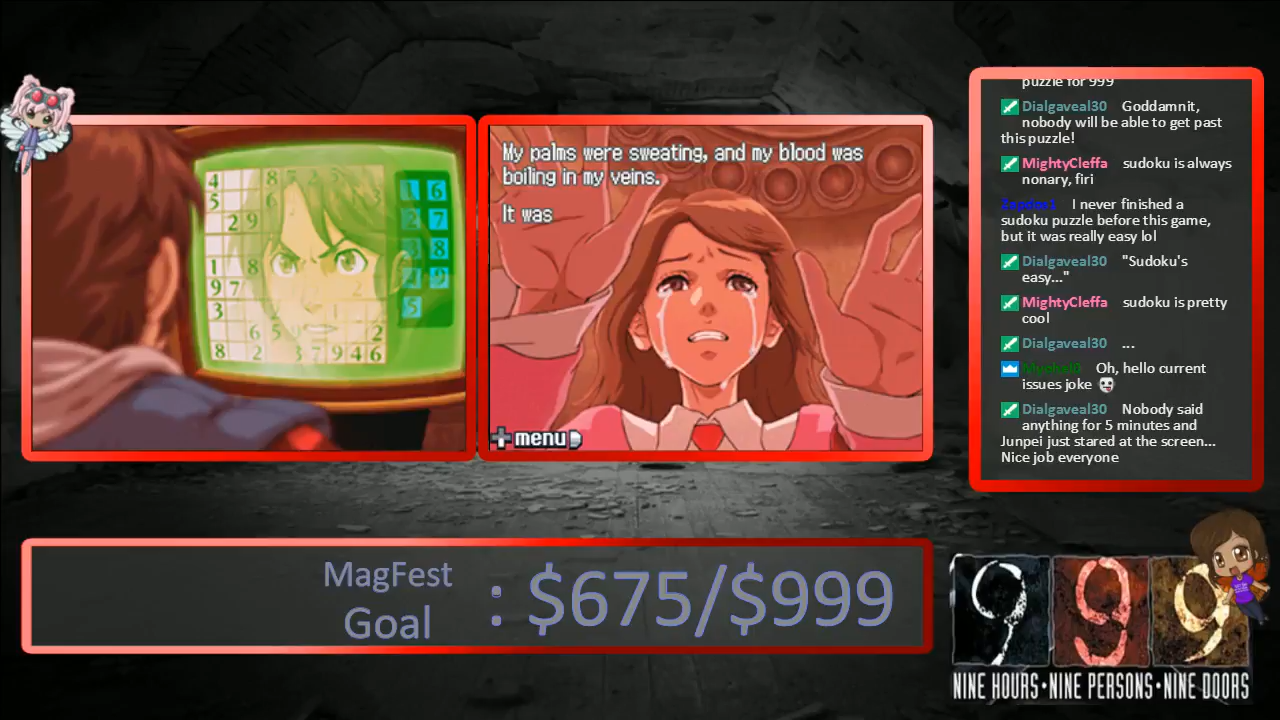 My palms were sweating, and my blood was
boiling in my veins.
It was
menu
puzzle for 999
Dialgaveal30 Goddamnit,
nobody will be able to get past
this puzzle!
MightyCleffa sudoku is always
nonary, firi
I never finished a
sudoku puzzle before this game,
but it was really easy lol
Dialgaveal30 "Sudoku's
easy..."
MightyCleffa sudoku is pretty
cool
Dialgaveal30 ...
Oh, hello current
issues joke
Dialgaveal30 Nobody said
anything for 5 minutes and
Junpei just stared at the screen...
Nice job everyone
MagFest
Goal
: $675/$999
999
NINE HOURS • NINE PERSONS • NINE DOORS